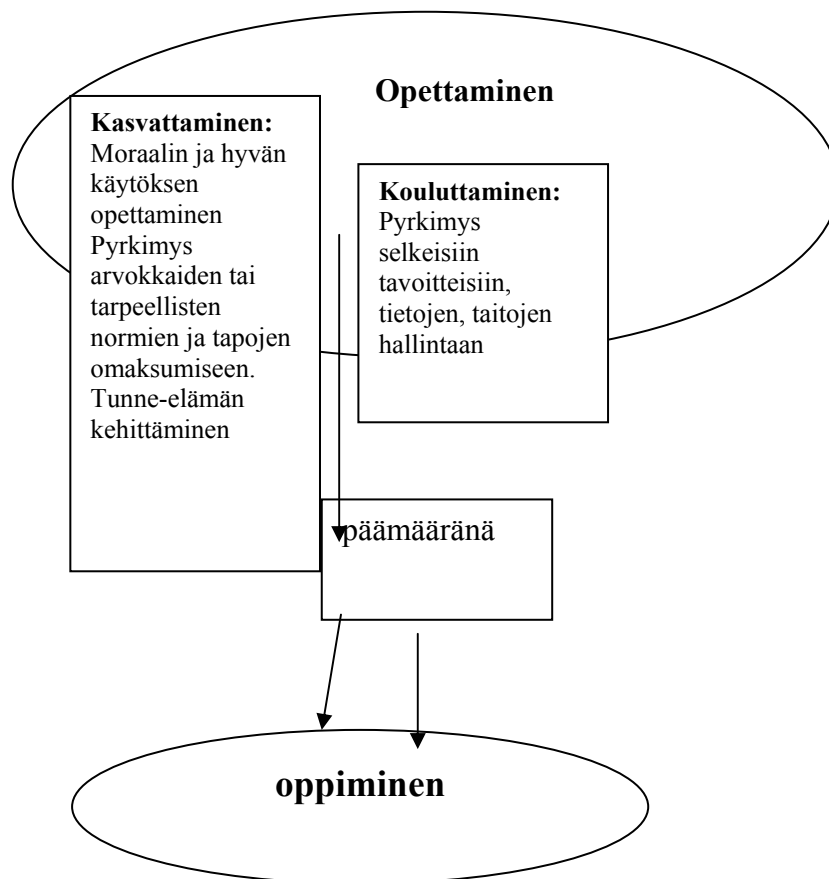 Opettaminen
Kasvattaminen:
Moraalin ja hyvän
käytöksen
opettaminen
Pyrkimys
arvokkaiden tai
tarpeellisten
normien ja tapojen
omaksumiseen.
Tunne-elämän
kehittäminen
Kouluttaminen:
Pyrkimys
selkeisiin
tavoitteisiin,
tietojen, taitojen
hallintaan
päämääränä
oppiminen